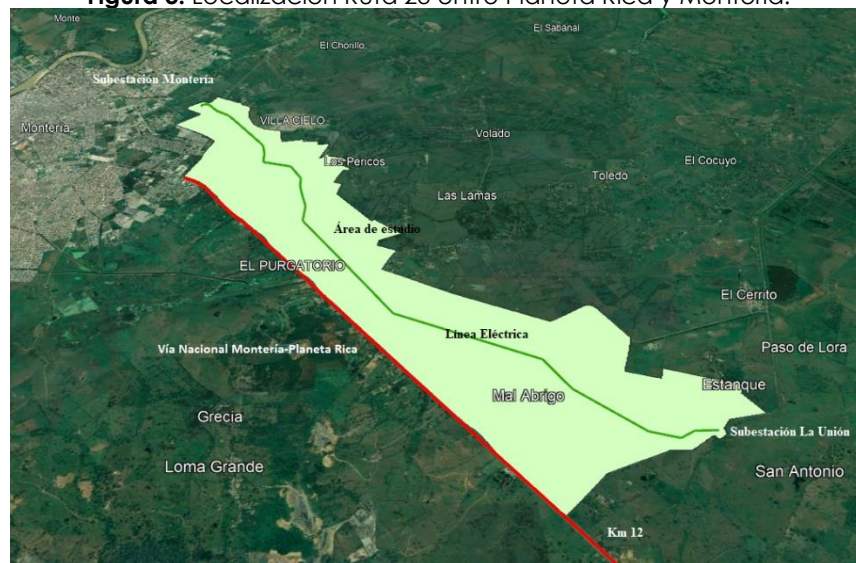 Figura 3. Localización Ruta 23 entre Planeta Rica y Montería.
Monte
El Sabanal
El Chorillo
Subestación Montería
Montería
VILLA CIELO
Volado
Los Pericos
El Cocuyo
Toledo
Las Lamas
Área de estudio
EL PURGATORIO
El Cerrito
Línea Eléctrica
Vía Nacional Montería-Planeta Rica
Paso de Lora
Estanque
Mal Abrigo
Grecia
Subestación La Unión
Loma Grande
San Antonio
Km 12